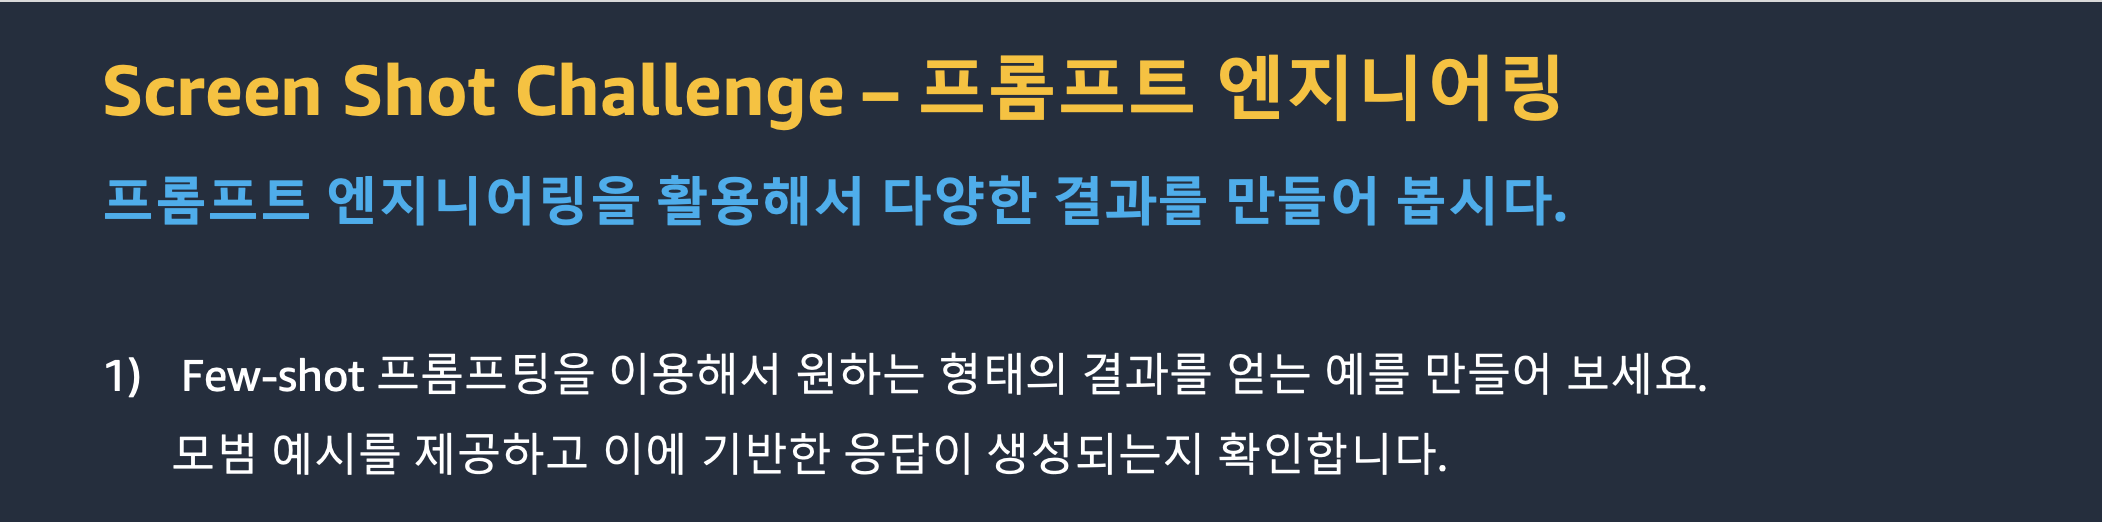 Screen Shot Challenge – 프롬프트 엔지니어링
프롬프트 엔지니어링을 활용해서 다양한 결과를 만들어 봅시다.
1) Few-shot 프롬프팅을 이용해서 원하는 형태의 결과를 얻는 예를 만들어 보세요.
모범 예시를 제공하고 이에 기반한 응답이 생성되는지 확인합니다.